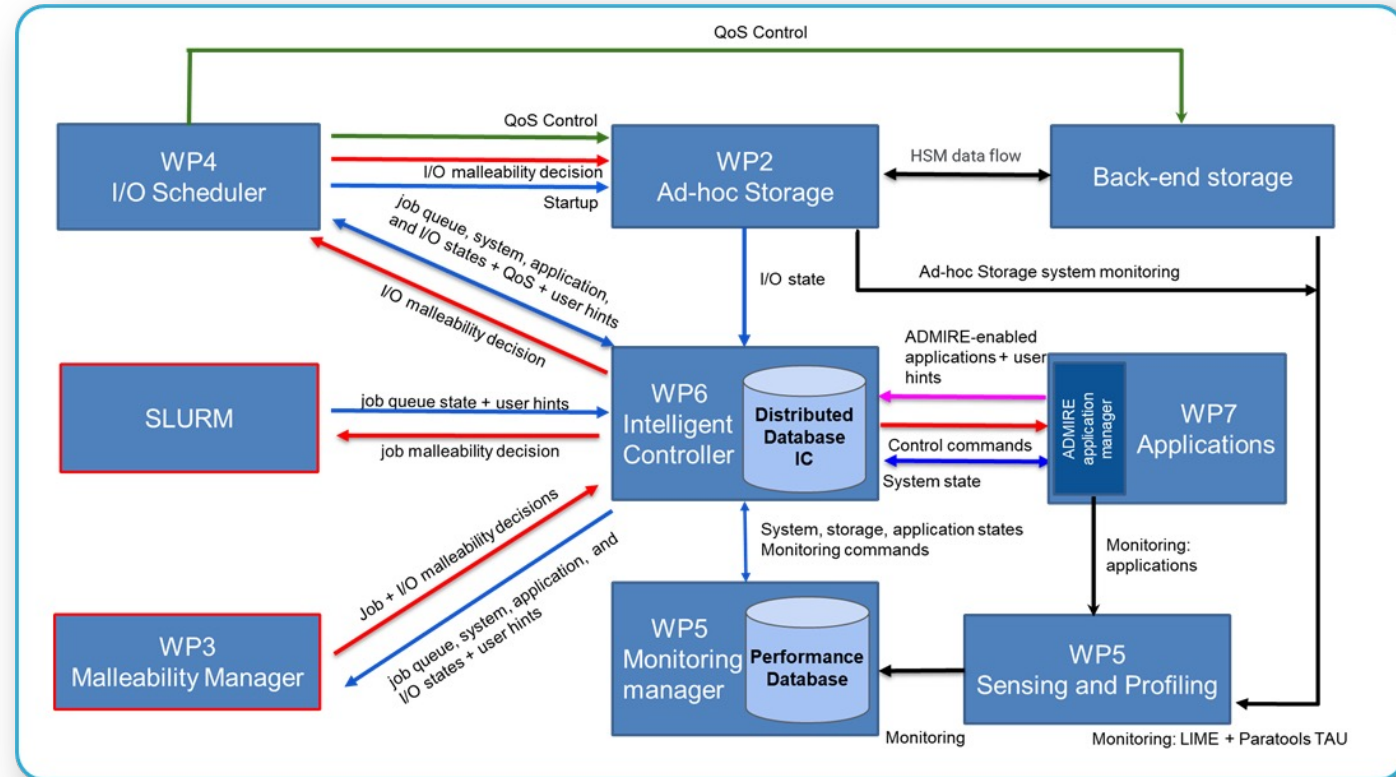 QoS Control
WP4
I/O Scheduler
QoS Control
I/O malleability decision
Startup
WP2
Ad-hoc Storage
HSM data flow
Back-end storage
job queue, system, application,
and I/O states + QoS + user hints
I/O malleability decision
I/O state
Ad-hoc Storage system monitoring
SLURM
job queue state + user hints
job malleability decision
WP6
Intelligent
Controller
Distributed
Database
IC
ADMIRE-enabled
applications + user
hints
Control commands
System state
ADMIRE
application
manager
WP7
Applications
Job + I/O malleability decisions
job queue, system, application, and
I/O states + user hints
System, storage, application states
Monitoring commands
Monitoring:
applications
WP3
Malleability Manager
WP5
Monitoring
manager
Performance
Database
WP5
Sensing and Profiling
Monitoring
Monitoring: LIME + Paratools TAU